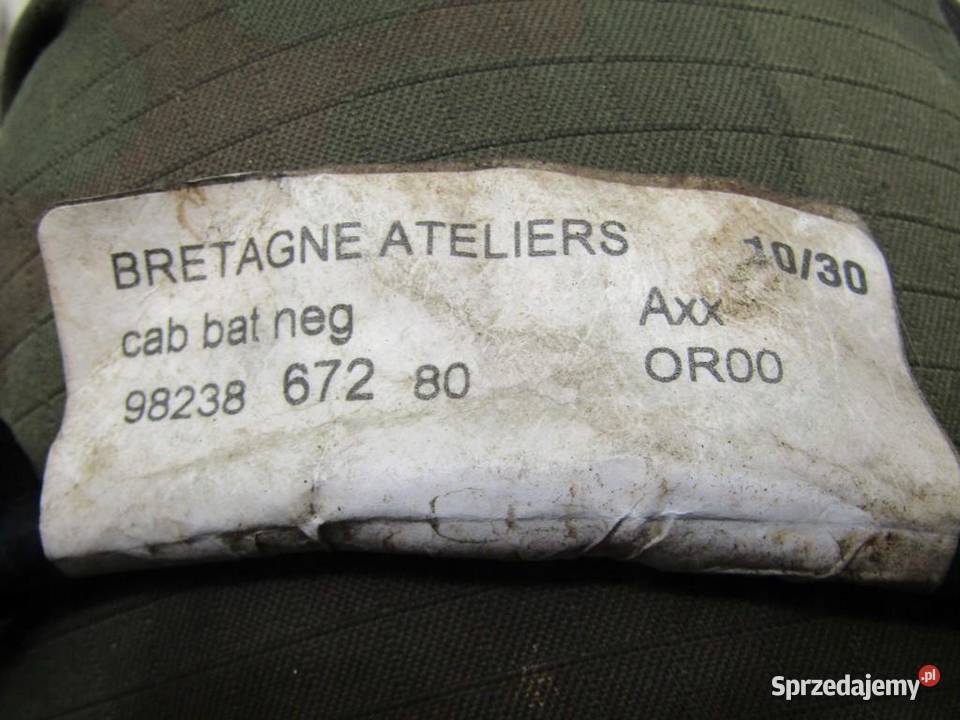 BRETAGNE ATELIERS 10/30
cab bat neg Axx
98238 672 80 OR00
Sprzedajemy.pl